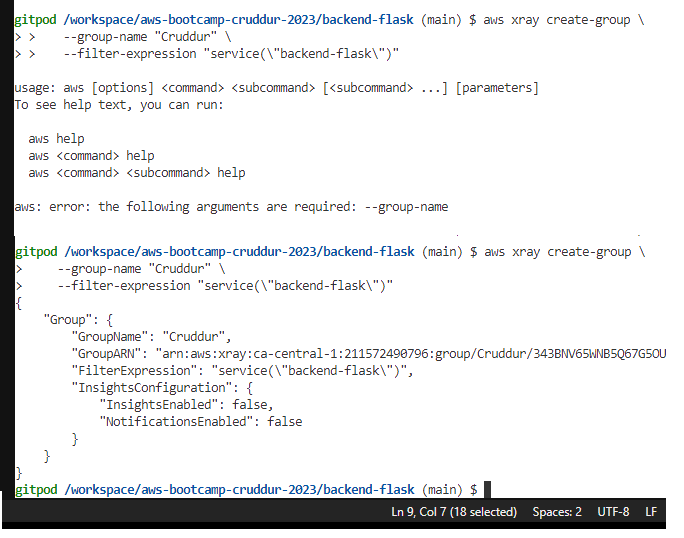 gitpod /workspace/aws-bootcamp-cruddur-2023/backend-flask (main) $ aws xray create-group \
> >    --group-name "Cruddur" \
> >    --filter-expression "service(\"backend-flask\")"
usage: aws [options] <command> <subcommand> [<subcommand> ...] [parameters]
To see help text, you can run:
  aws help
  aws <command> help
  aws <command> <subcommand> help
aws: error: the following arguments are required: --group-name
gitpod /workspace/aws-bootcamp-cruddur-2023/backend-flask (main) $ aws xray create-group \
>     --group-name "Cruddur" \
>     --filter-expression "service(\"backend-flask\")"
{
    "Group": {
        "GroupName": "Cruddur",
        "GroupARN": "arn:aws:xray:ca-central-1:211572490796:group/Cruddur/343BNV65WNB5Q67G5OU
        "FilterExpression": "service(\"backend-flask\")",
        "InsightsConfiguration": {
            "InsightsEnabled": false,
            "NotificationsEnabled": false
        }
    }
}
gitpod /workspace/aws-bootcamp-cruddur-2023/backend-flask (main) $
Ln 9, Col 7 (18 selected) Spaces: 2 UTF-8 LF